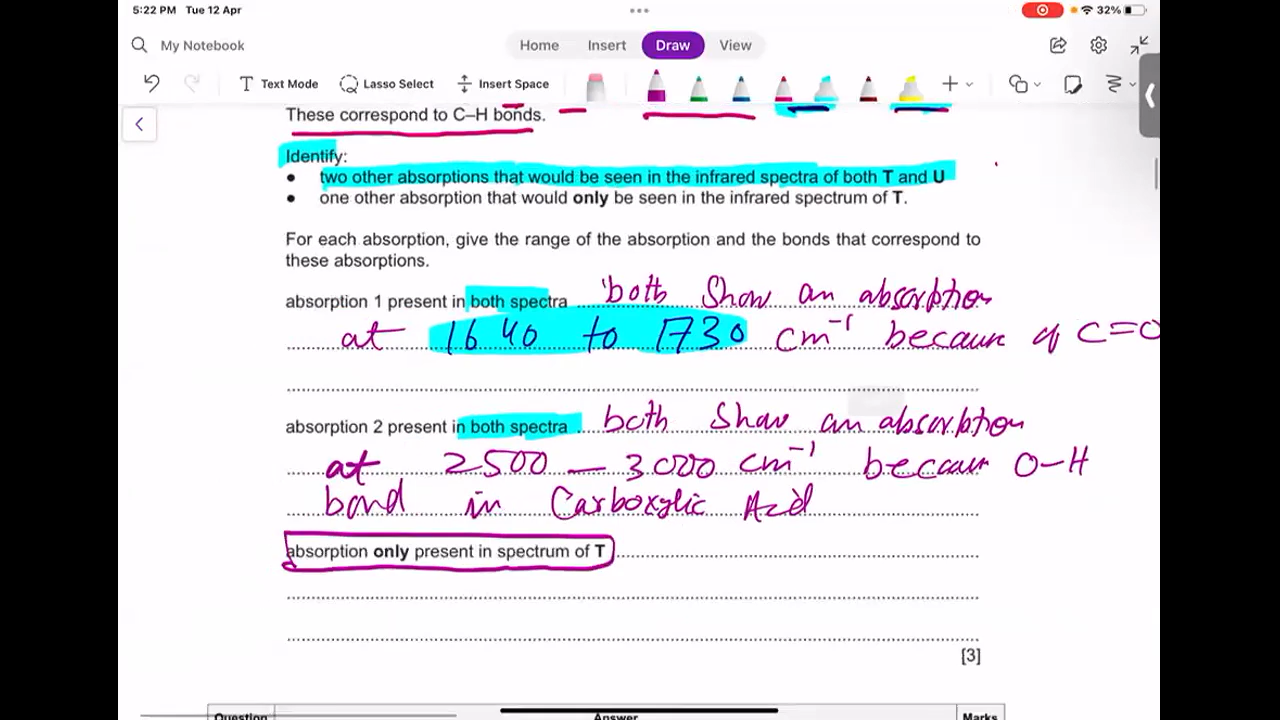 5:22 PM Tue 12 Apr
32%
My Notebook
Home Insert Draw View
Text Mode Lasso Select Insert Space
These correspond to C–H bonds.
Identify:
• two other absorptions that would be seen in the infrared spectra of both T and U
• one other absorption that would only be seen in the infrared spectrum of T.
For each absorption, give the range of the absorption and the bonds that correspond to
these absorptions.
absorption 1 present in both spectra both Show an absorption
at 1640 to 1730 cm⁻¹ because of C=O
absorption 2 present in both spectra both Show an absorption
at 2500 – 3000 cm⁻¹ because O-H
bond in Carboxylic Acid
absorption only present in spectrum of T
[3]
Question Answer Marks